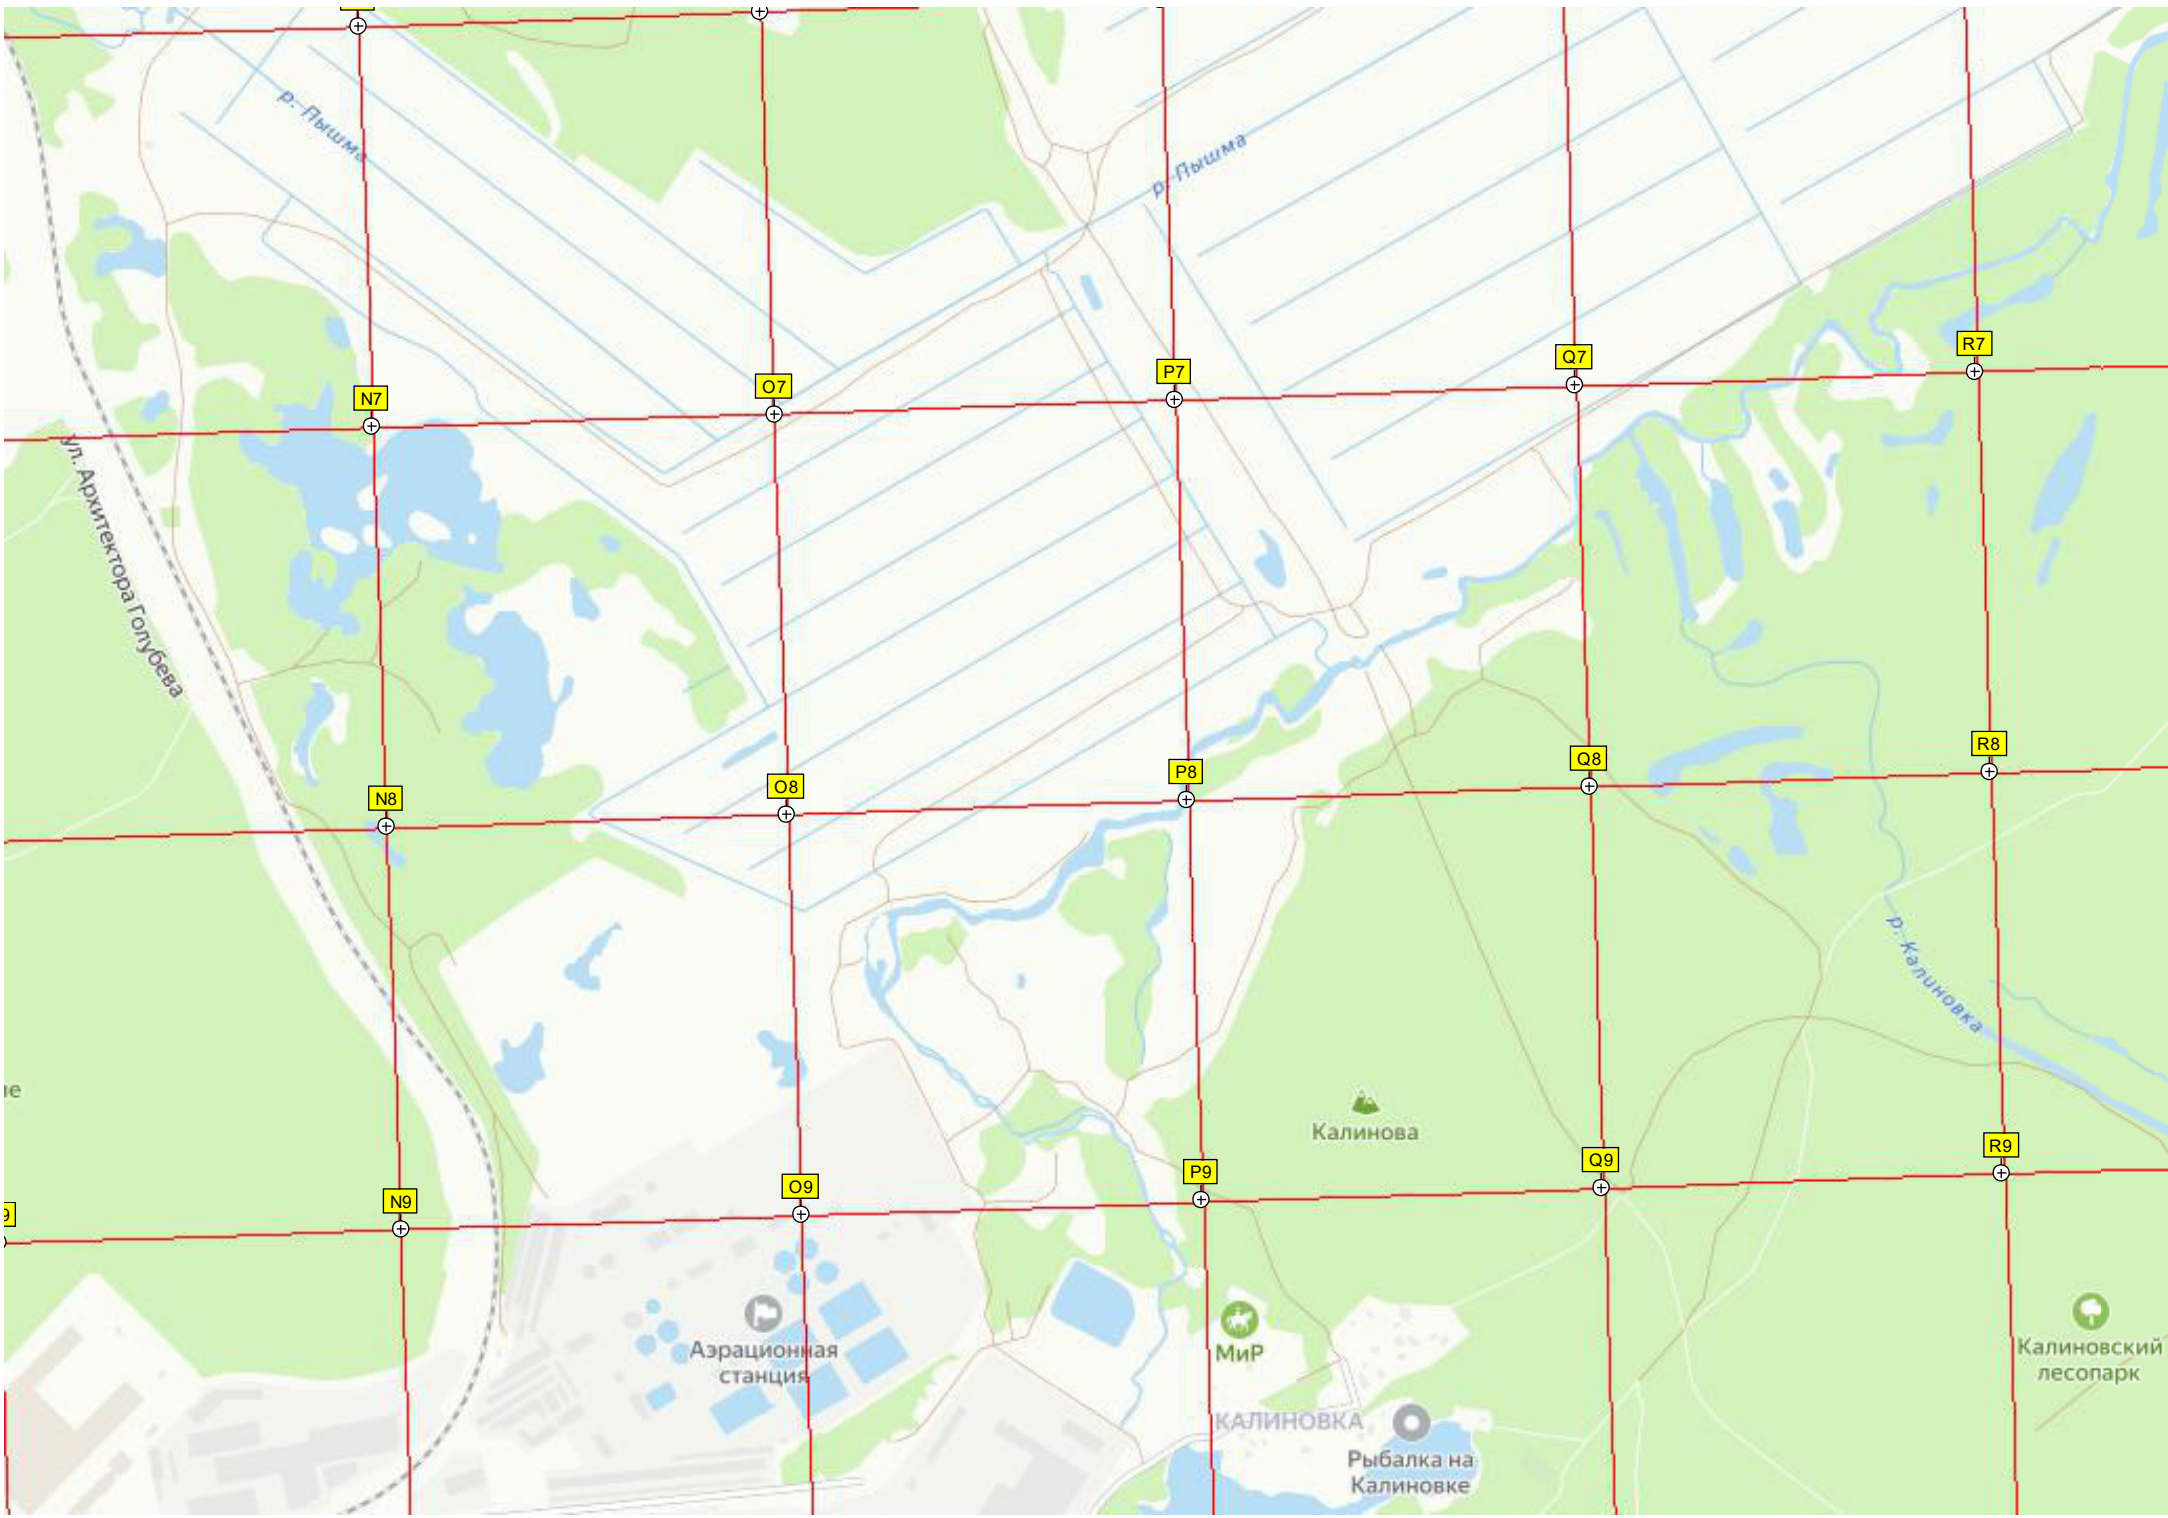 р. Пышма
р. Пышма
R7
Q7
P7
O7
N7
ул. Архитектора Голубева
R8
Q8
P8
O8
N8
р. Калиновка
Калинова
R9
Q9
P9
O9
N9
9
Аэрационная
станция
МиР
Калиновский
лесопарк
КАЛИНОВКА
Рыбалка на
Калиновке